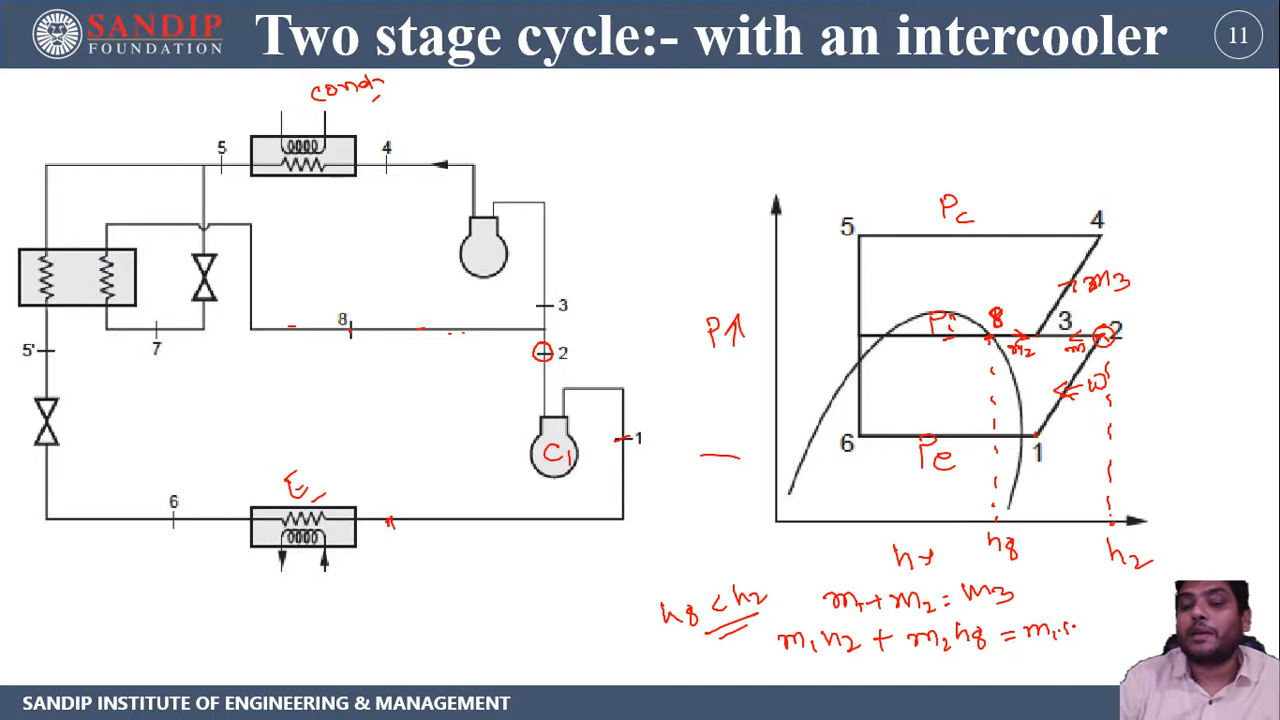 SANDIP
FOUNDATION
Two stage cycle:- with an intercooler
11
cond
5
4
3
8
2
7
5'
C1
1
E1
6
P↑
5
Pc
4
m3
Pi
8
3
2
m2
m
w
6
Pe
1
h→
h8
h2
h8 < h2
m1 + m2 = m3
m1h2 + m2h8 =
SANDIP INSTITUTE OF ENGINEERING & MANAGEMENT